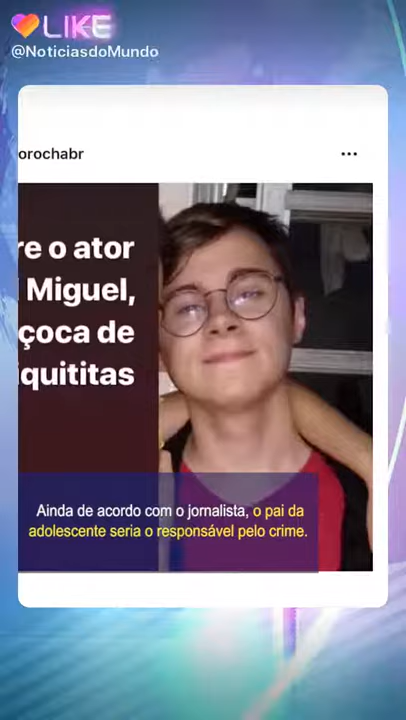 LIKE
@NoticiasdoMundo
orochabr
re o ator
Miguel,
çoca de
iquititas
Ainda de acordo com o jornalista, o pai da
adolescente seria o responsável pelo crime.